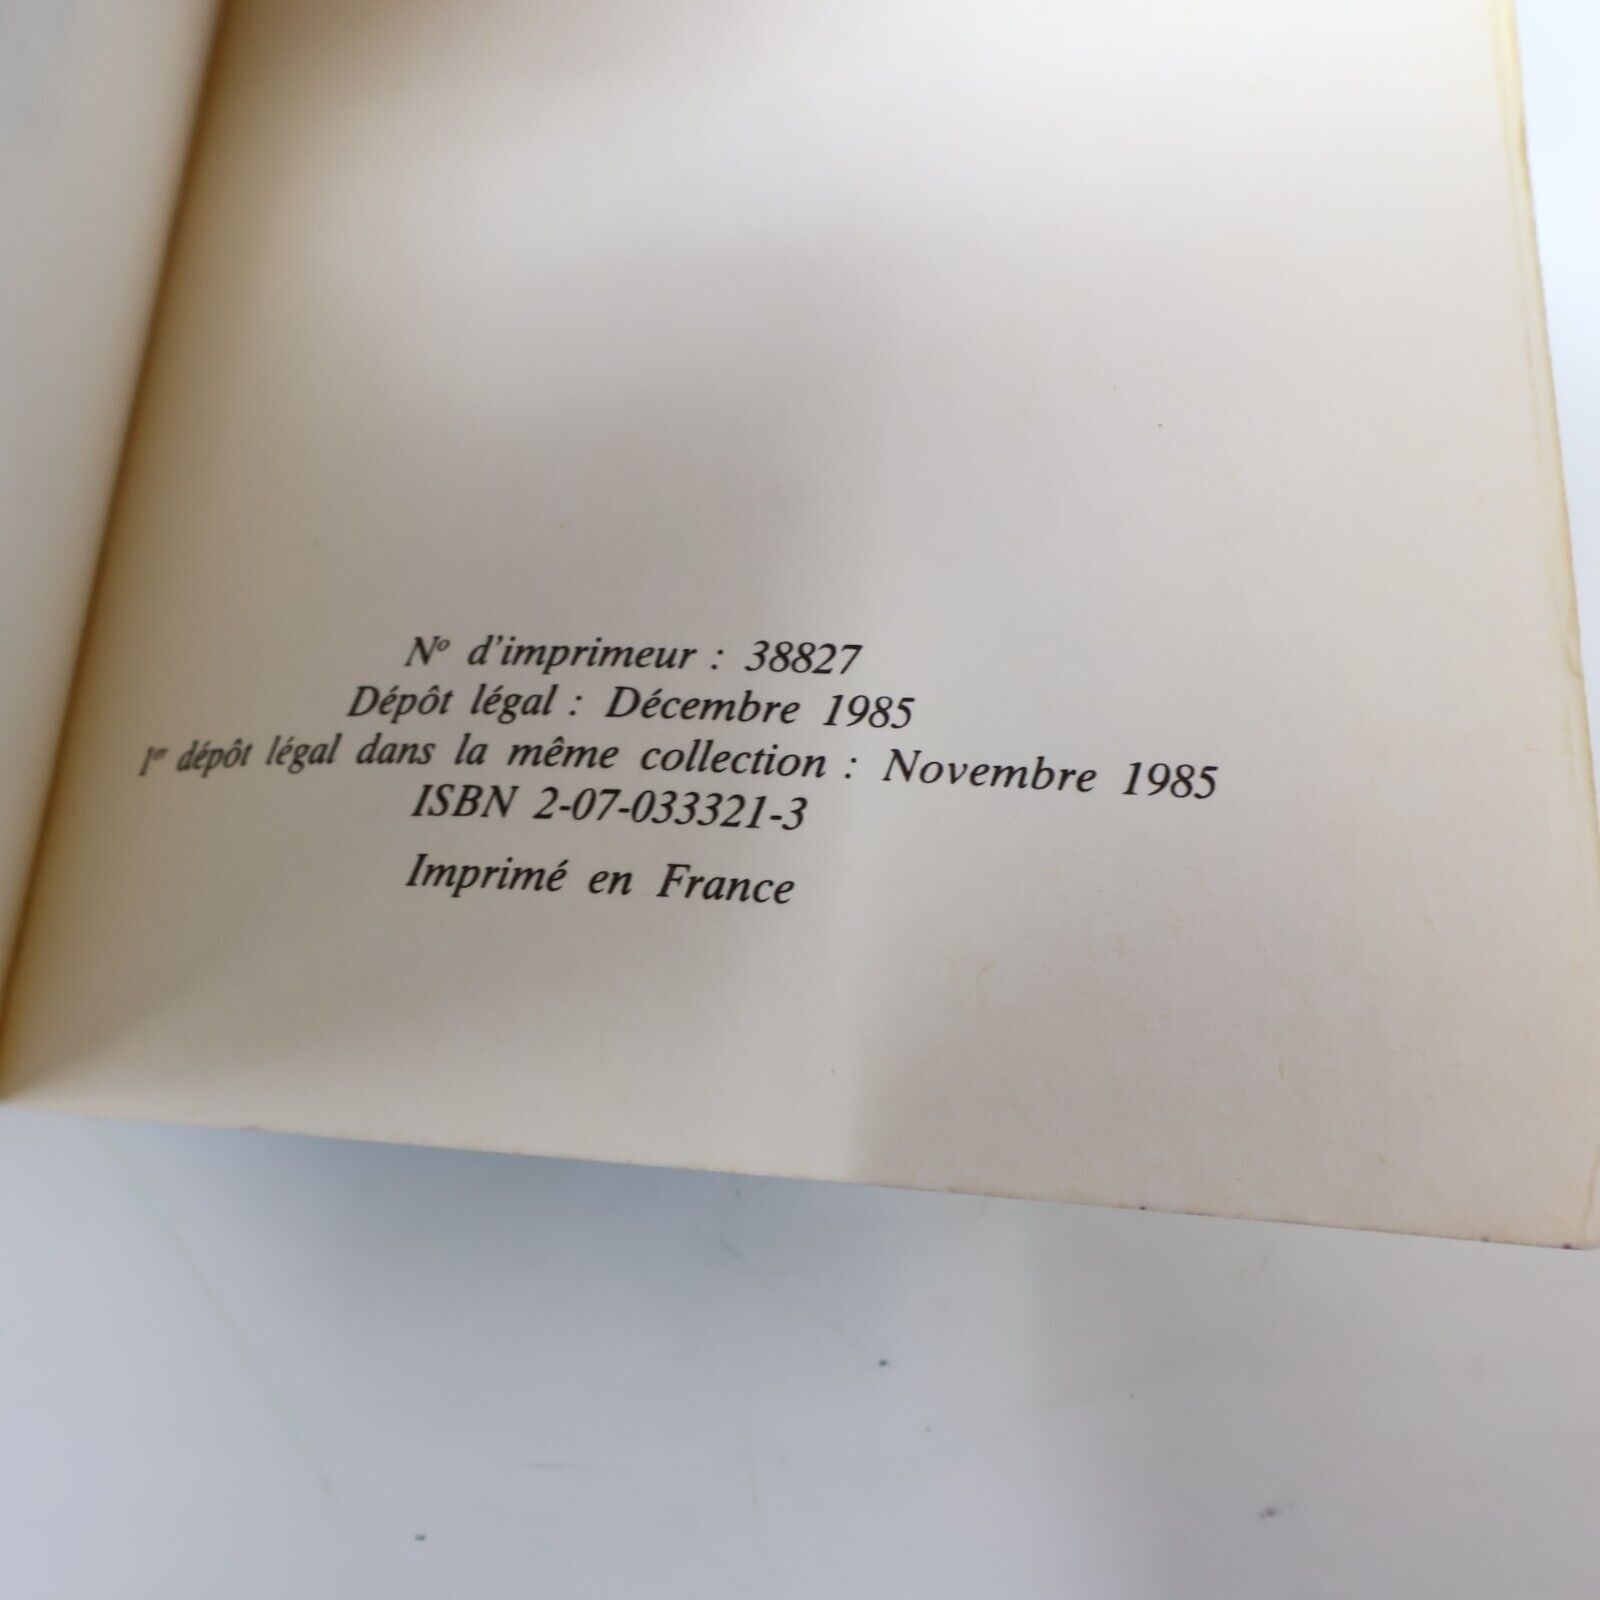 Nº d'imprimeur : 38827
Dépôt légal : Décembre 1985
1er dépôt légal dans la même collection : Novembre 1985
ISBN 2-07-033321-3
Imprimé en France